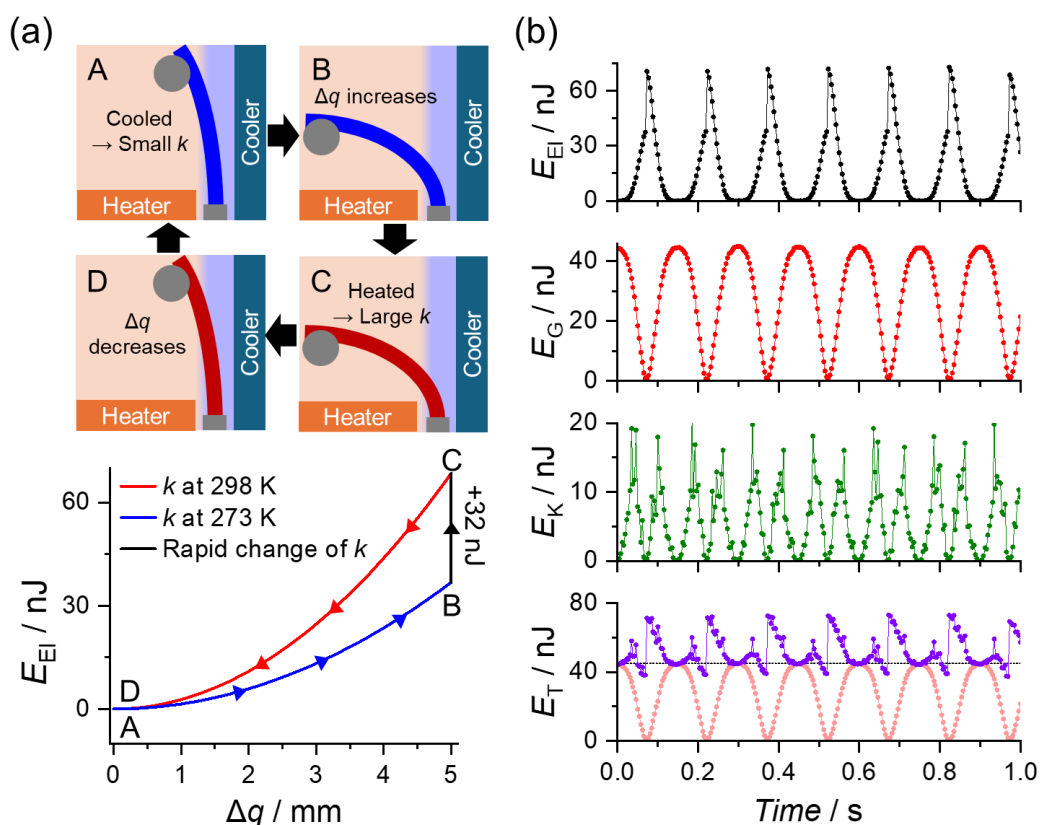 (a)
A
Cooled
→ Small k
Heater
Cooler
B
Δq increases
Heater
Cooler
D
Δq
decreases
Heater
Cooler
C
Heated
→ Large k
Heater
Cooler
k at 298 K
k at 273 K
Rapid change of k
C
+32 nJ
B
D
A
E_El / nJ
60
30
0
0 1 2 3 4 5
Δq / mm
(b)
E_El / nJ
60
30
0
E_G / nJ
40
20
0
E_K / nJ
20
10
0
E_T / nJ
80
40
0
0.0 0.2 0.4 0.6 0.8 1.0
Time / s